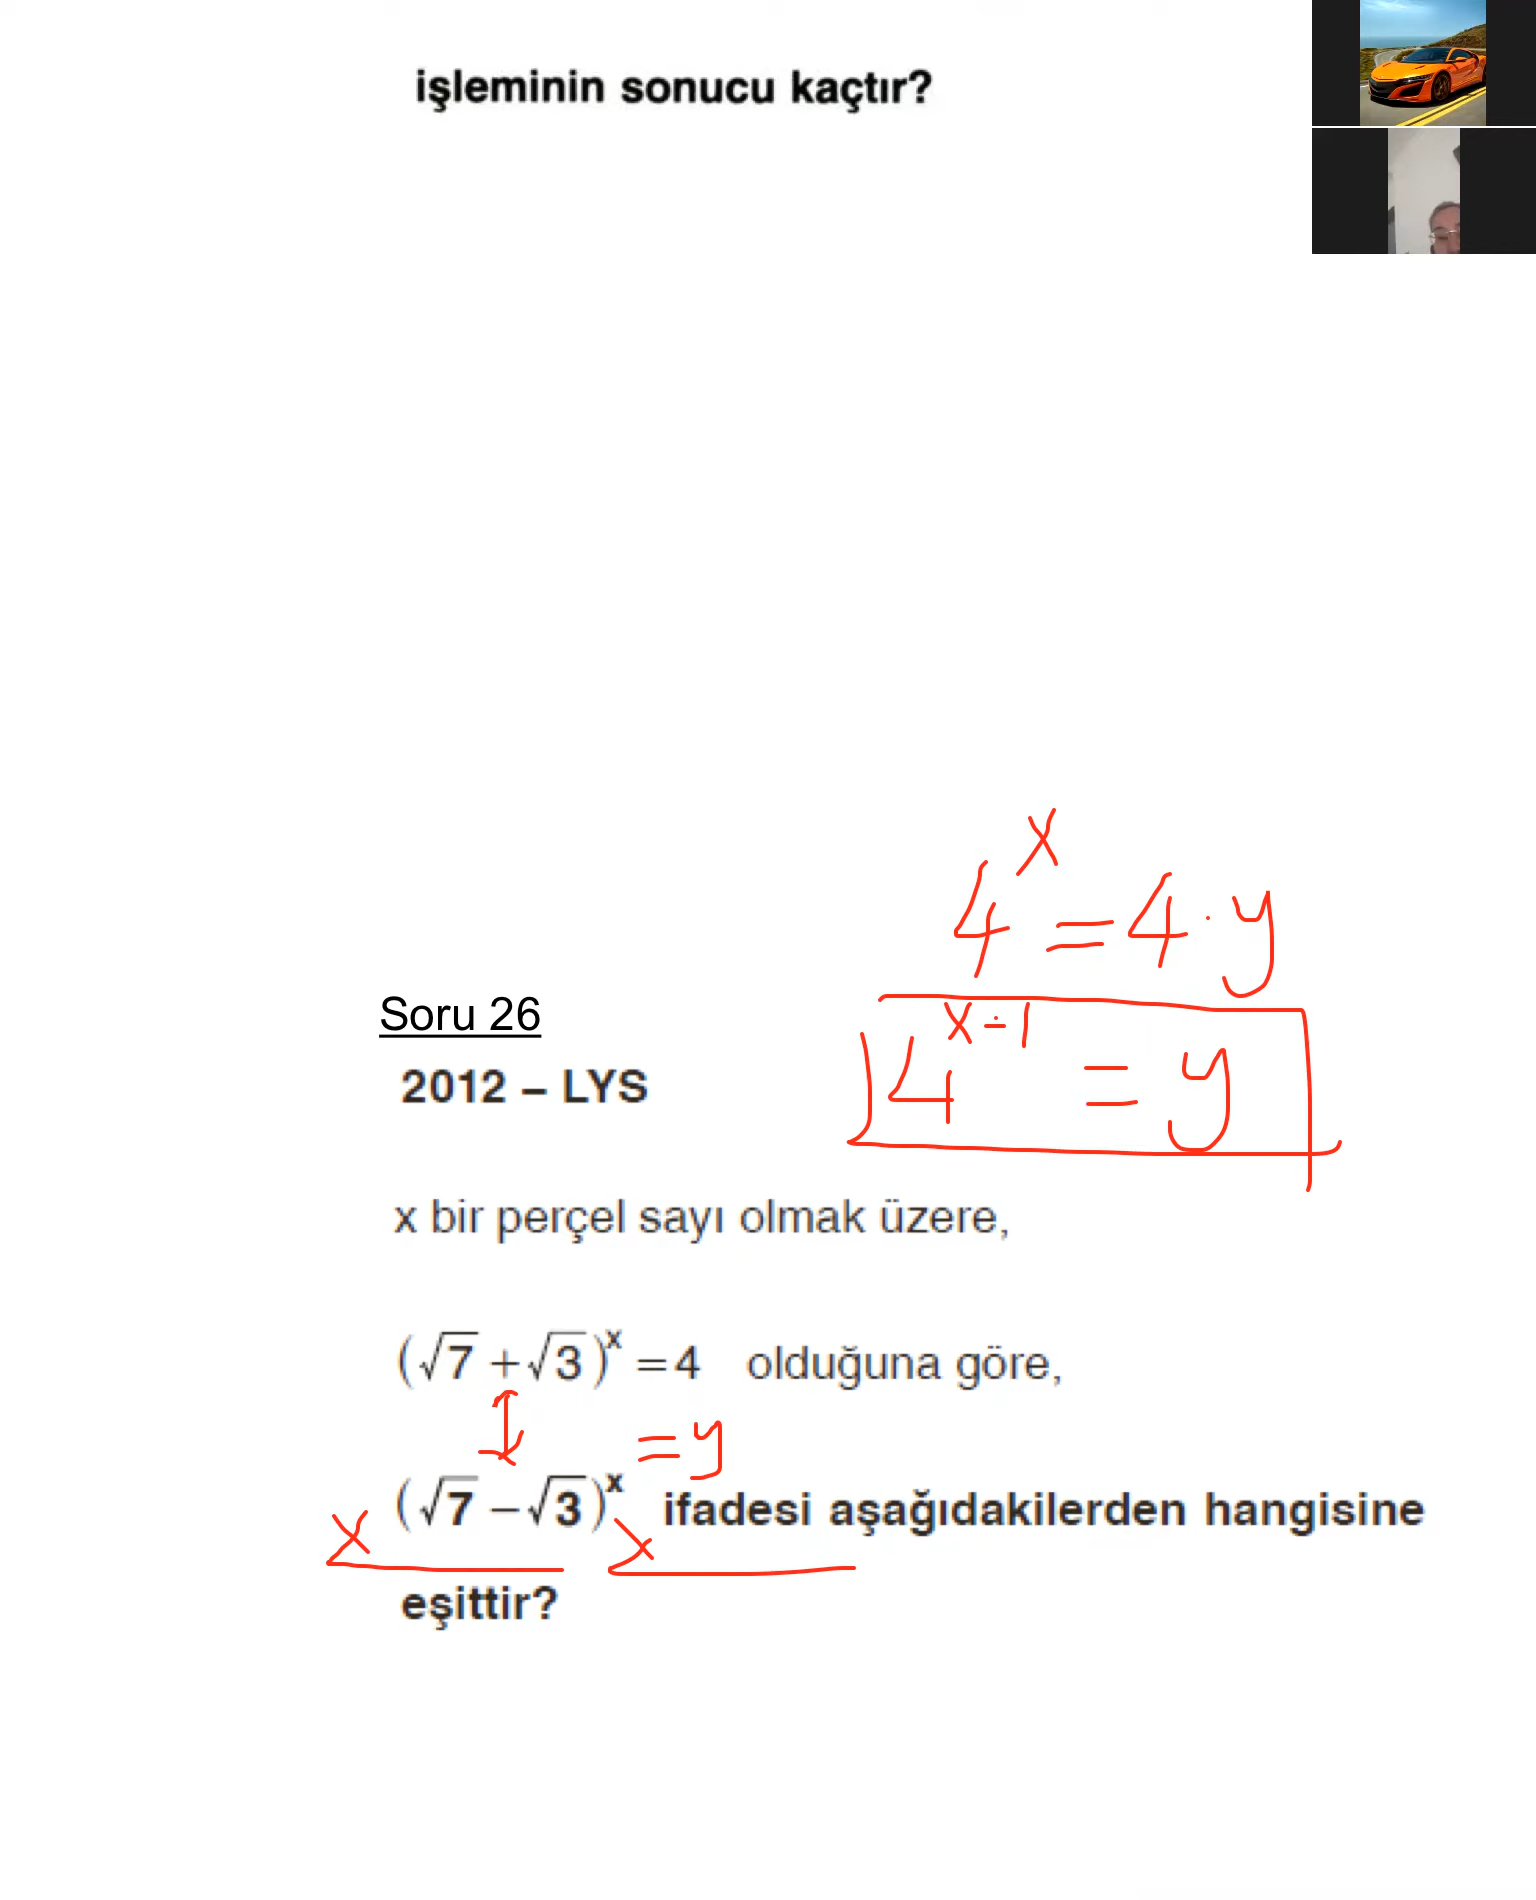 işleminin sonucu kaçtır?
4^x = 4 · y
4^(x-1) = y
Soru 26
2012 – LYS
x bir perçel sayı olmak üzere,
(√7 + √3)^x = 4 olduğuna göre,
= y
(√7 – √3)^x ifadesi aşağıdakilerden hangisine
x x
eşittir?